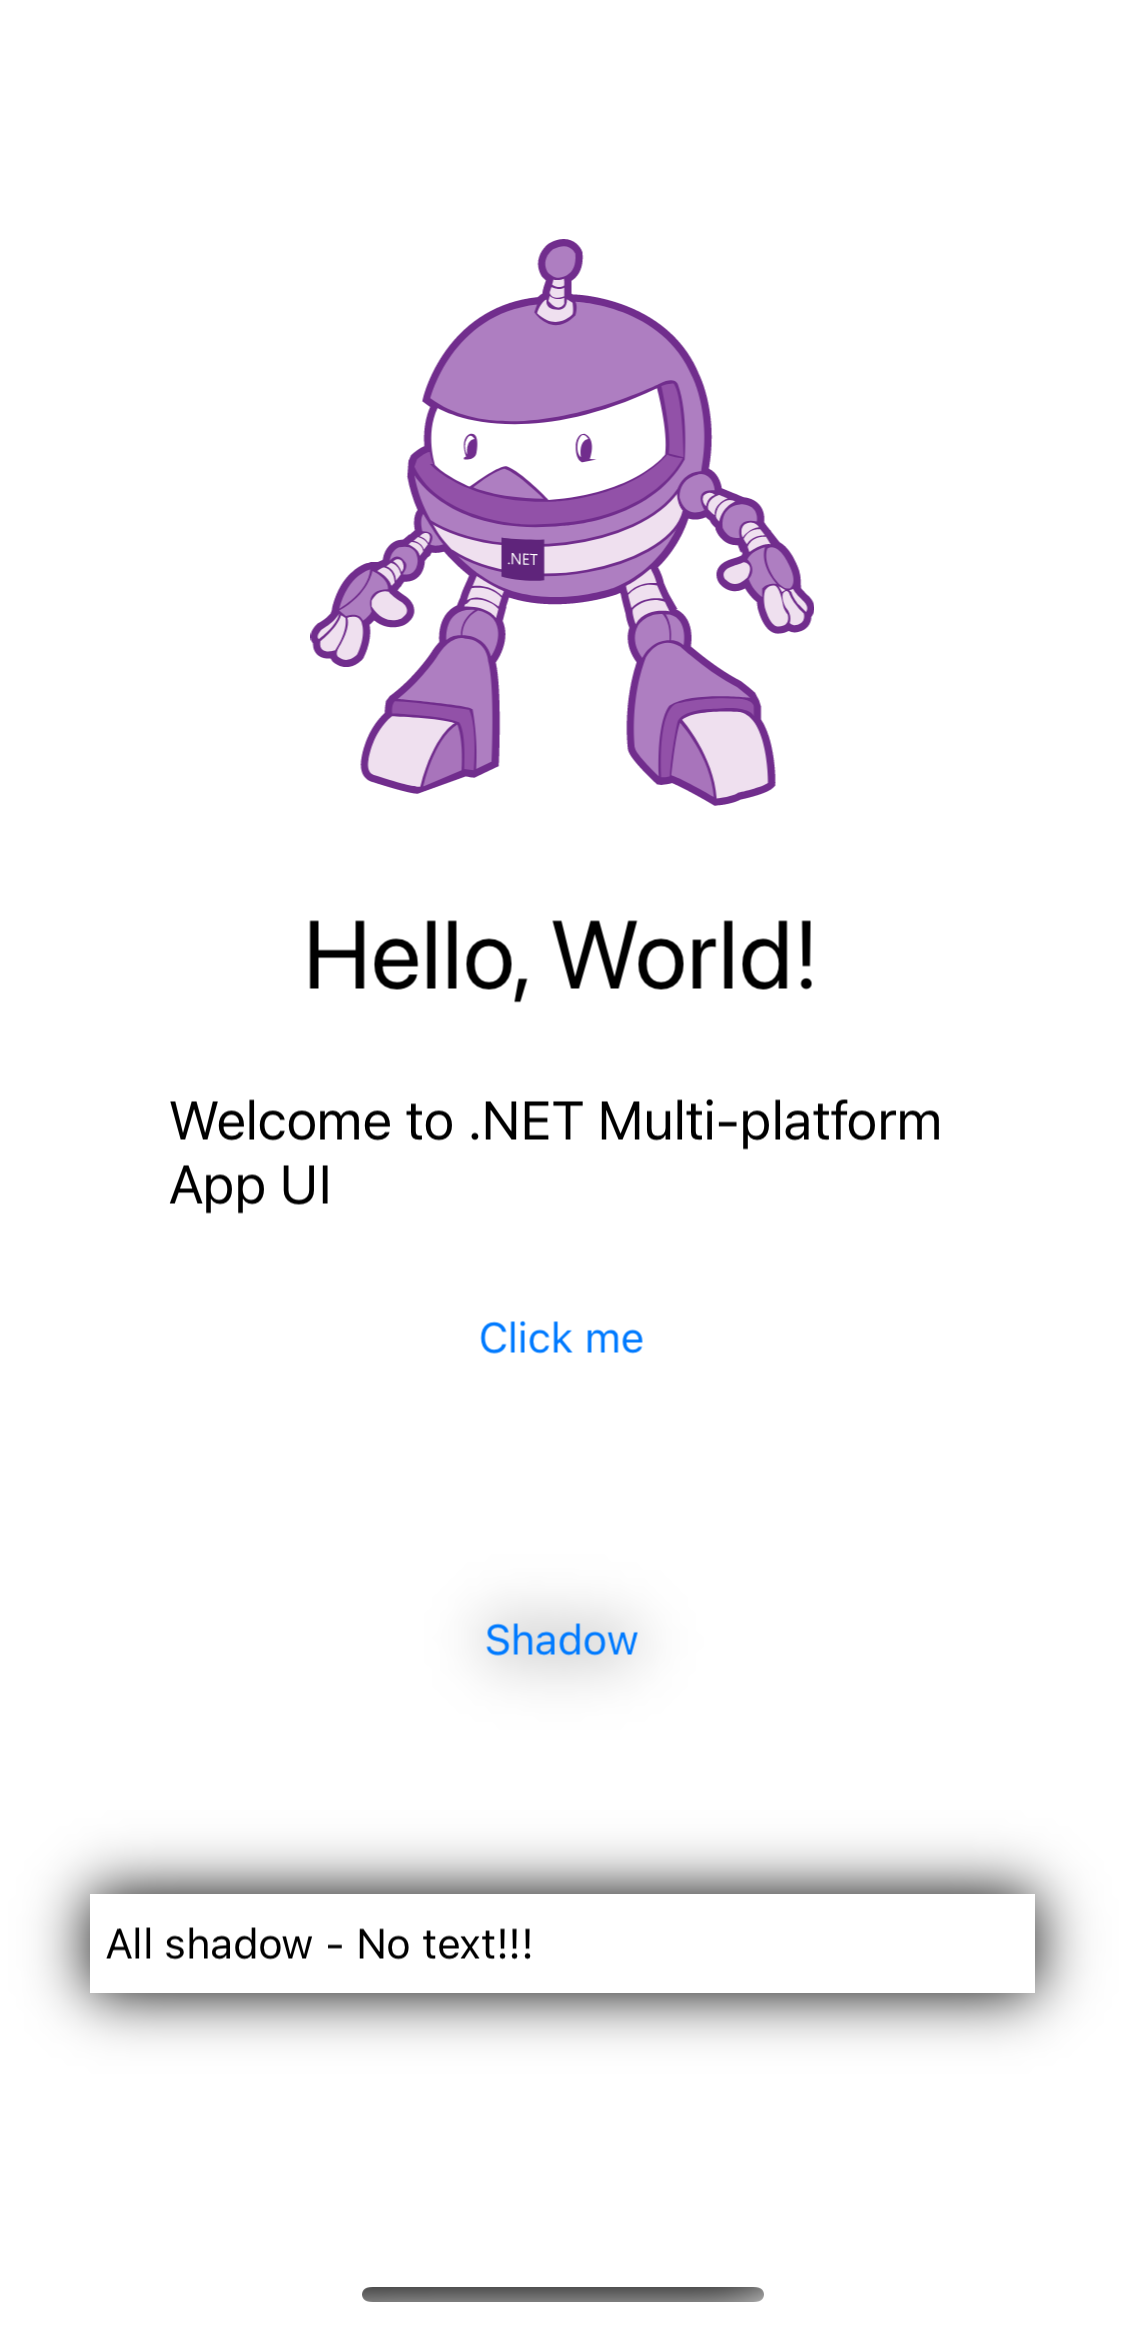 .NET
Hello, World!
Welcome to .NET Multi-platform
App UI
Click me
Shadow
All shadow - No text!!!